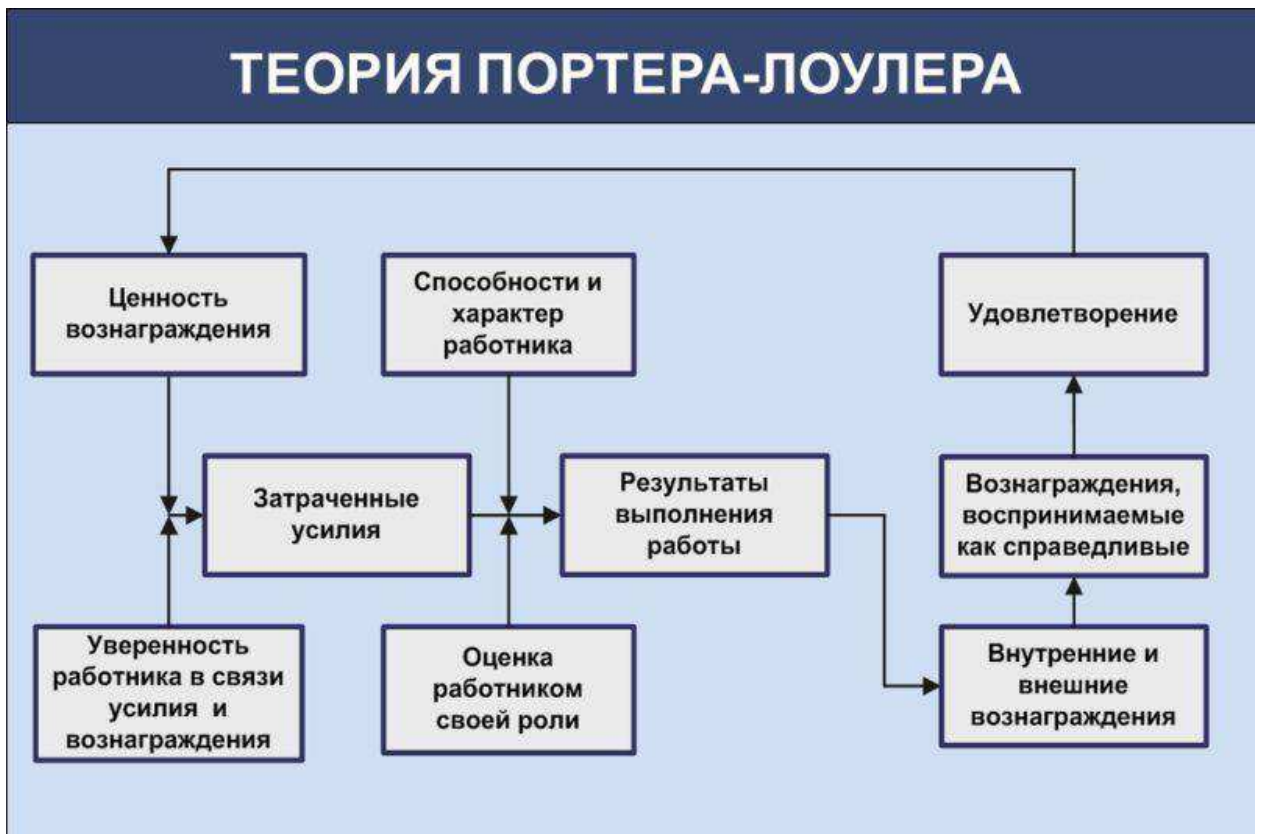 ТЕОРИЯ ПОРТЕРА-ЛОУЛЕРА
Ценность
вознаграждения
Способности и
характер
работника
Удовлетворение
Затраченные
усилия
Результаты
выполнения
работы
Вознаграждения,
воспринимаемые
как справедливые
Уверенность
работника в связи
усилия и
вознаграждения
Оценка
работником
своей роли
Внутренние и
внешние
вознаграждения